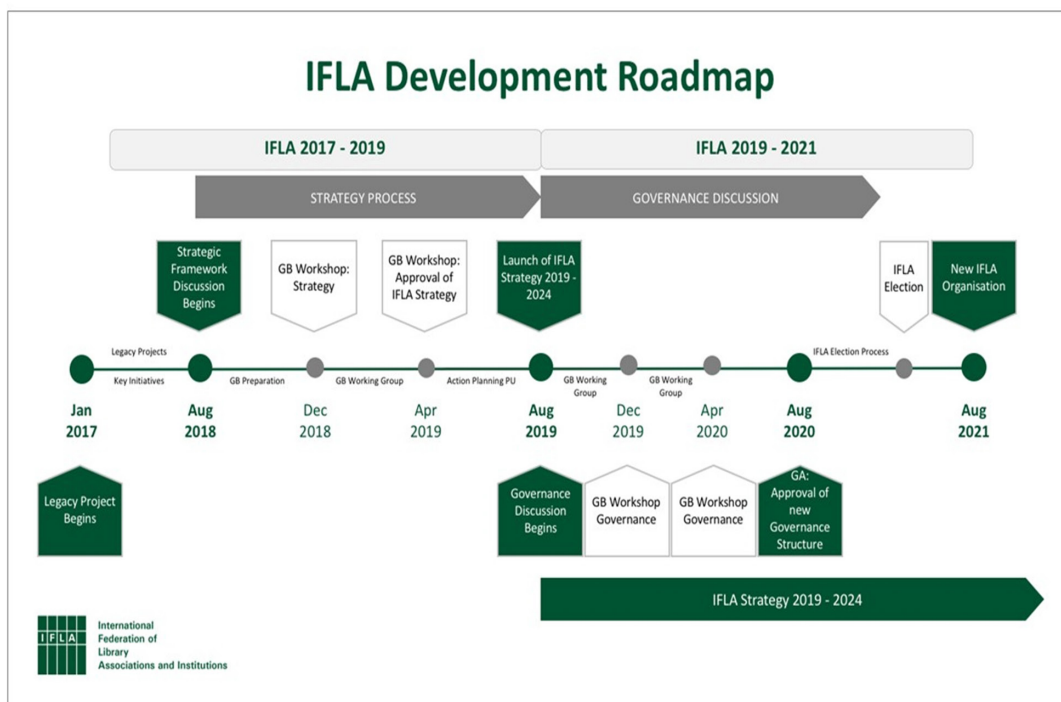 IFLA Development Roadmap
IFLA 2017 - 2019
IFLA 2019 - 2021
STRATEGY PROCESS
GOVERNANCE DISCUSSION
Strategic
Framework
Discussion
Begins
GB Workshop:
Strategy
GB Workshop:
Approval of
IFLA Strategy
Launch of IFLA
Strategy 2019 -
2024
IFLA
Election
New IFLA
Organisation
Legacy Projects
Key Initiatives
GB Preparation
GB Working Group
Action Planning PU
GB Working
Group
GB Working
Group
IFLA Election Process
Jan
2017
Aug
2018
Dec
2018
Apr
2019
Aug
2019
Dec
2019
Apr
2020
Aug
2020
Aug
2021
Legacy Project
Begins
Governance
Discussion
Begins
GB Workshop
Governance
GB Workshop
Governance
GA:
Approval of
new
Governance
Structure
IFLA Strategy 2019 - 2024
IFLA
International
Federation of
Library
Associations and Institutions